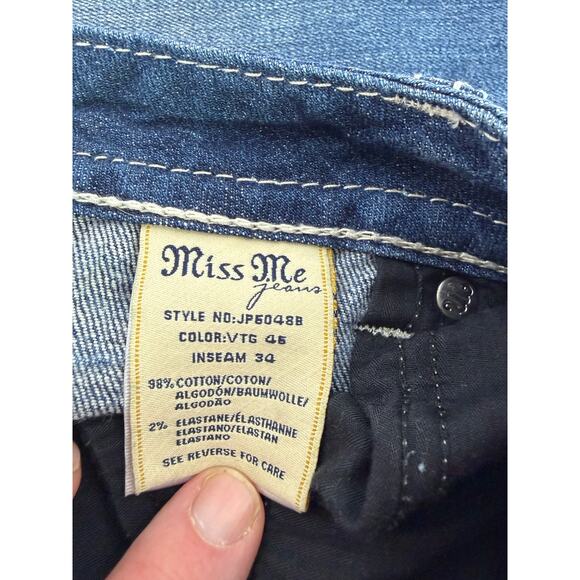 Miss Me
jeans
STYLE NO:JP5048B
COLOR:VTG 46
INSEAM 34
98% COTTON/COTON/
ALGODÓN/BAUMWOLLE/
ALGODÃO
2% ELASTANE/ÉLASTHANNE
ELASTANO/ELASTAN
ELASTANO
SEE REVERSE FOR CARE